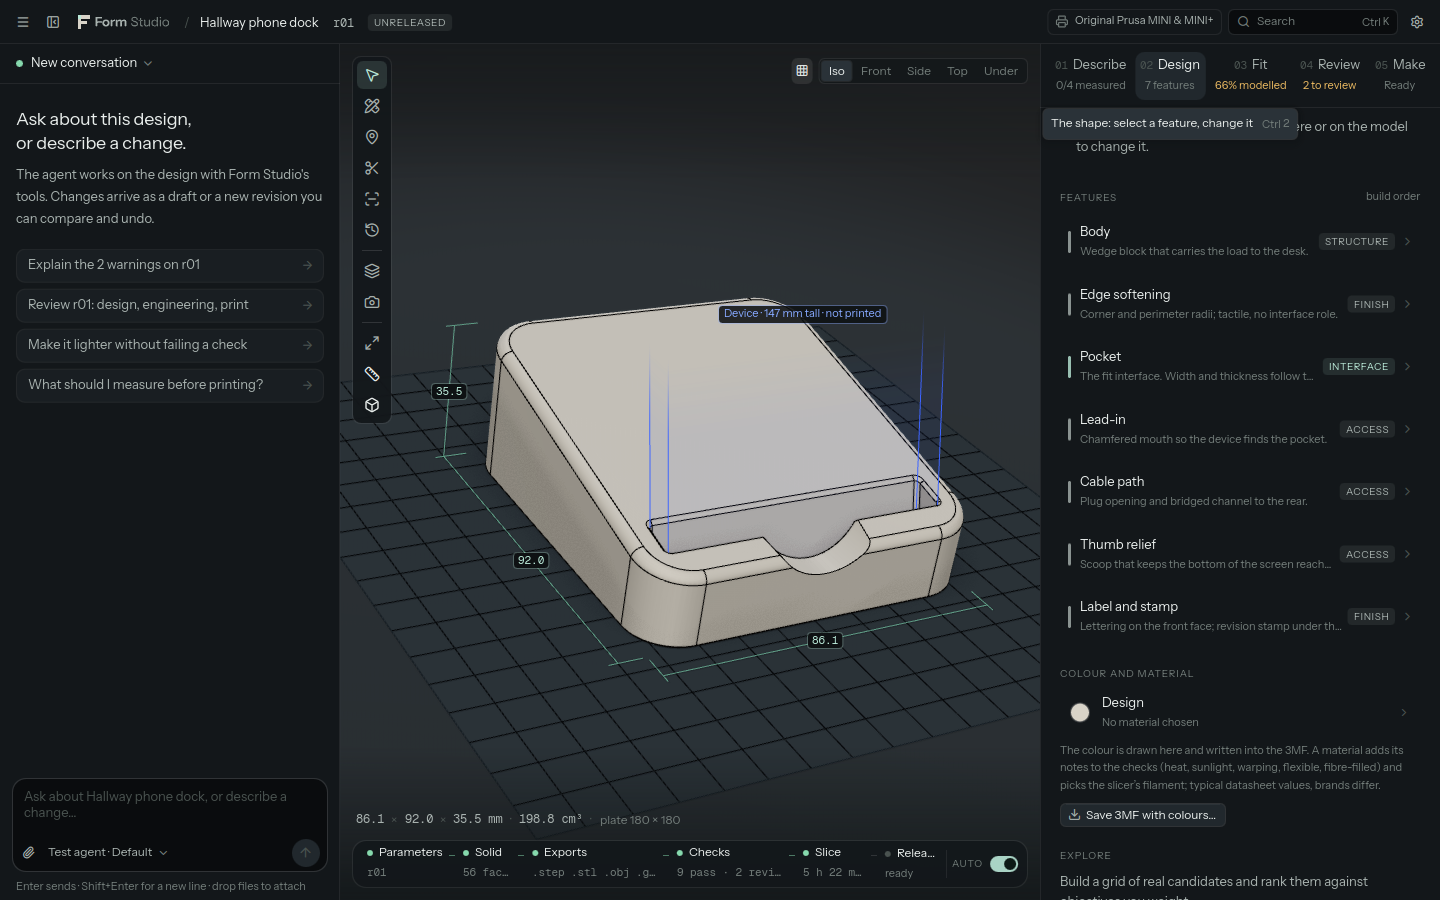 Form Studio / Hallway phone dock r01 UNRELEASED
Original Prusa MINI & MINI+
Search Ctrl K
New conversation
Ask about this design,
or describe a change.
The agent works on the design with Form Studio's
tools. Changes arrive as a draft or a new revision you
can compare and undo.
Explain the 2 warnings on r01
Review r01: design, engineering, print
Make it lighter without failing a check
What should I measure before printing?
Ask about Hallway phone dock, or describe a
change…
Test agent · Default
Enter sends · Shift+Enter for a new line · drop files to attach
Iso Front Side Top Under
Device · 147 mm tall · not printed
35.5
92.0
86.1
86.1 × 92.0 × 35.5 mm · 198.8 cm³ · plate 180 × 180
Parameters Solid Exports Checks Slice Relea…
r01 56 fac… .step .stl .obj .g… 9 pass · 2 revi… 5 h 22 m… ready
AUTO
01 Describe 02 Design 03 Fit 04 Review 05 Make
0/4 measured 7 features 66% modelled 2 to review Ready
The shape: select a feature, change it Ctrl 2
ere or on the model
to change it.
FEATURES build order
Body
Wedge block that carries the load to the desk.
STRUCTURE
Edge softening
Corner and perimeter radii; tactile, no interface role.
FINISH
Pocket
The fit interface. Width and thickness follow t…
INTERFACE
Lead-in
Chamfered mouth so the device finds the pocket.
ACCESS
Cable path
Plug opening and bridged channel to the rear.
ACCESS
Thumb relief
Scoop that keeps the bottom of the screen reach…
ACCESS
Label and stamp
Lettering on the front face; revision stamp under th…
FINISH
COLOUR AND MATERIAL
Design
No material chosen
The colour is drawn here and written into the 3MF. A material adds its
notes to the checks (heat, sunlight, warping, flexible, fibre-filled) and
picks the slicer's filament; typical datasheet values, brands differ.
Save 3MF with colours…
EXPLORE
Build a grid of real candidates and rank them against
objectives you weight